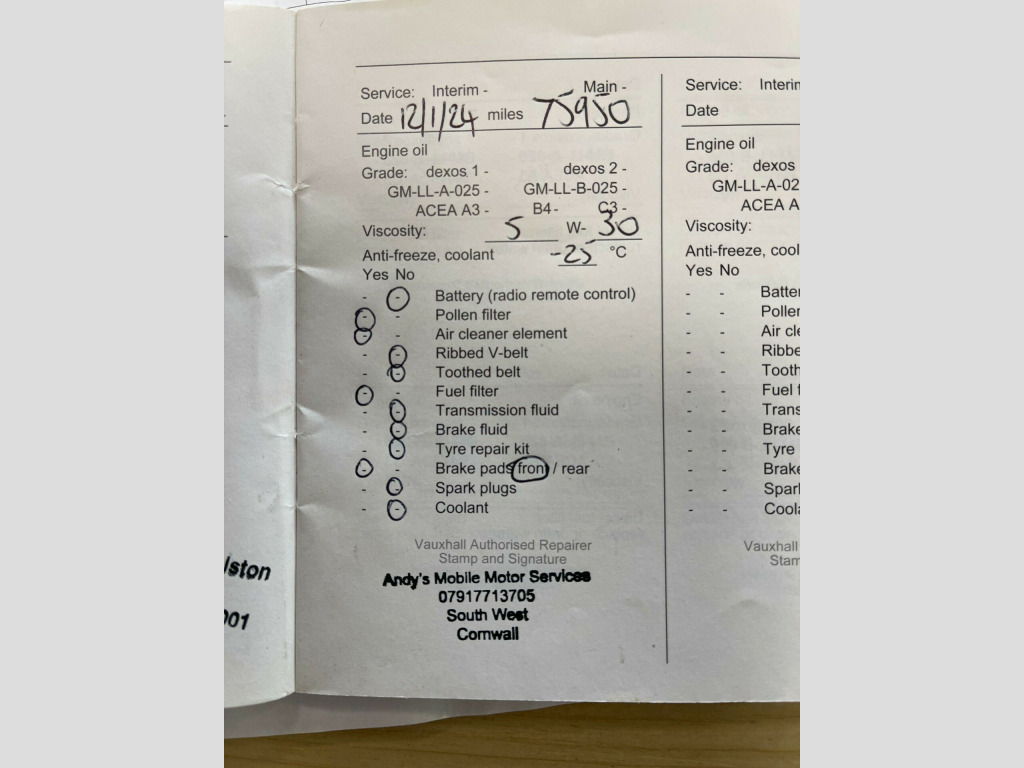 Service: Interim - Main -
Date 12/1/24 miles 75950
Engine oil
Grade: dexos 1 - dexos 2 -
GM-LL-A-025 - GM-LL-B-025 -
ACEA A3 - B4 - C3 -
Viscosity: 5 W- 30
Anti-freeze, coolant -25 °C
Yes No
- - Battery (radio remote control)
- - Pollen filter
- - Air cleaner element
- - Ribbed V-belt
- - Toothed belt
- - Fuel filter
- - Transmission fluid
- - Brake fluid
- - Tyre repair kit
- - Brake pads front / rear
- - Spark plugs
- - Coolant
Vauxhall Authorised Repairer
Stamp and Signature
Andy's Mobile Motor Services
07917713705
South West
Cornwall
Service: Interim
Date
Engine oil
Grade: dexos
GM-LL-A-02
ACEA A
Viscosity:
Anti-freeze, cool
Yes No
- - Batter
- - Pollen
- - Air cle
- - Ribbe
- - Tooth
- - Fuel f
- - Trans
- - Brake
- - Tyre
- - Brake
- - Spark
- - Coola
Vauxhall
Stam
lston
001